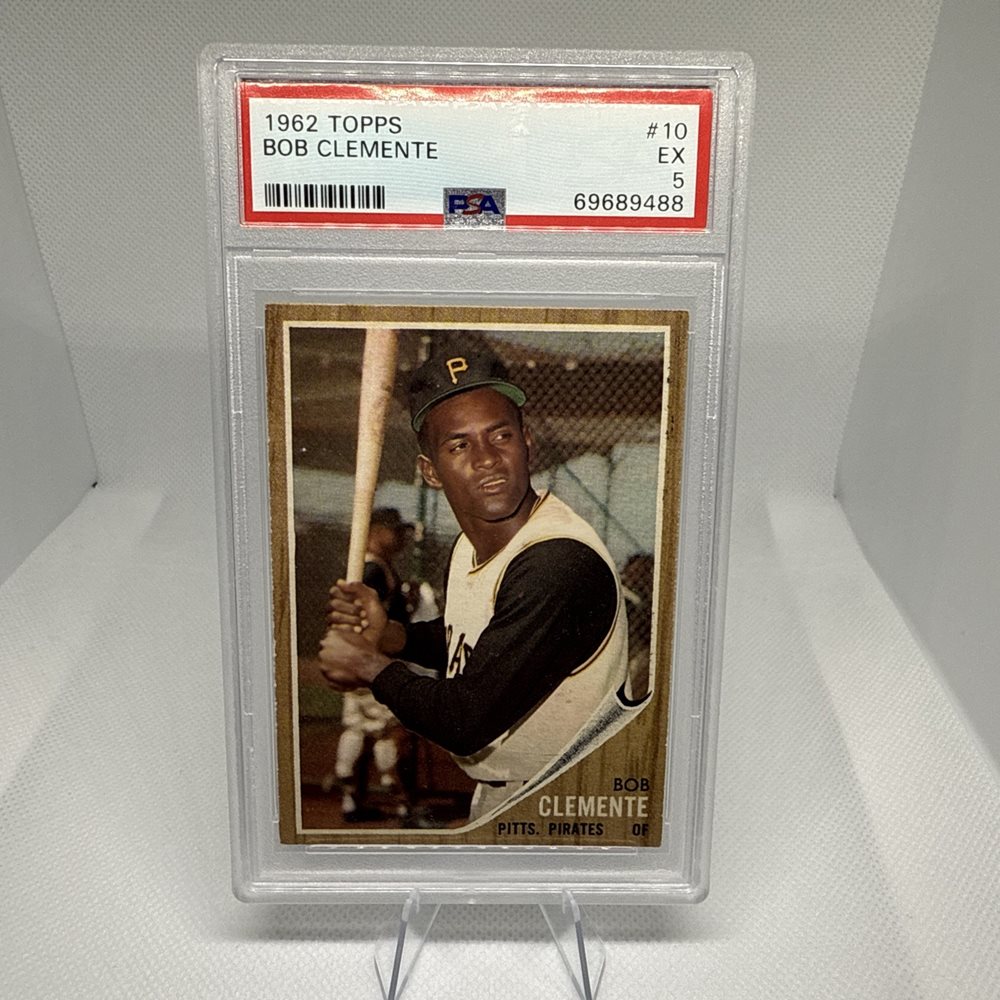 1962 TOPPS #10
BOB CLEMENTE EX
5
PSA 69689488
P
BOB
CLEMENTE
PITTS. PIRATES OF